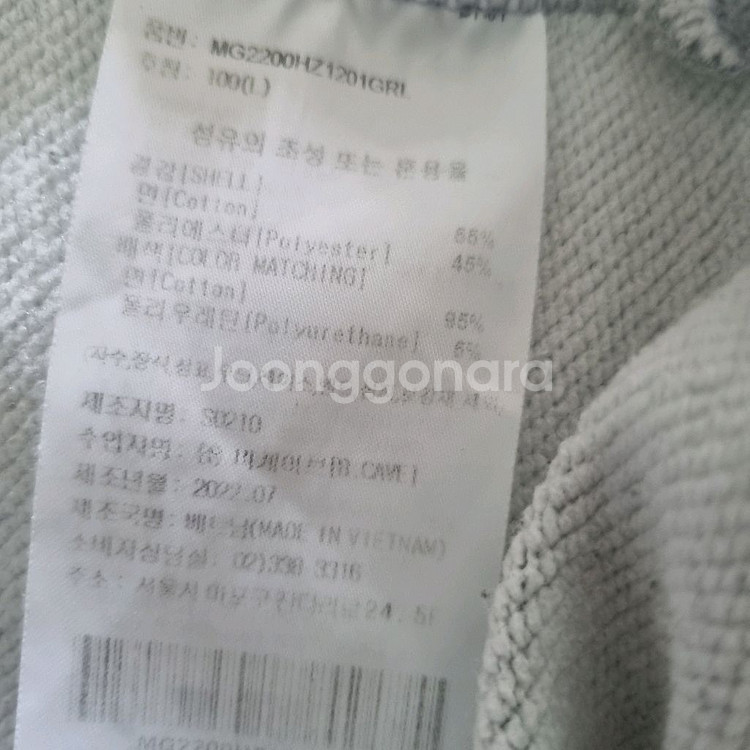 품번: MG2200HZ1201GRL
호칭: 100(L)
섬유의 조성 또는 혼용율
겉감[SHELL]
면[Cotton] 55%
폴리에스터[Polyester] 45%
배색[COLOR MATCHING]
면[Cotton] 95%
폴리우레탄[Polyurethane] 5%
Joonggonara
제조자명: S0210
수입자명: (주) 비케이브[B.CAVE]
제조년월: 2022.07
제조국명: 베트남(MADE IN VIETNAM)
소비자상담실: 02)338-3316
주소: 서울시 마포구